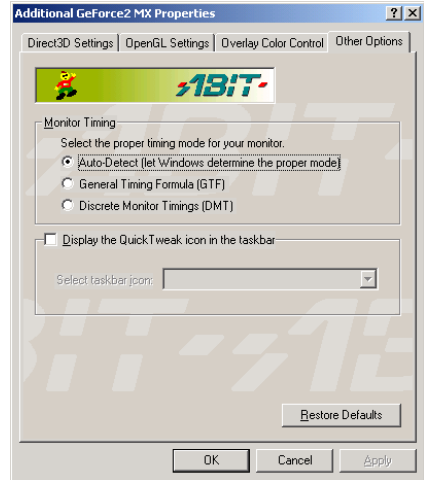 Additional GeForce2 MX Properties
Direct3D Settings
OpenGL Settings
Overlay Color Control
Other Options
ABIT
Monitor Timing
Select the proper timing mode for your monitor.
Auto-Detect (let Windows determine the proper mode)
General Timing Formula (GTF)
Discrete Monitor Timings (DMT)
Display the QuickTweak icon in the taskbar
Select taskbar icon:
Restore Defaults
OK
Cancel
Apply